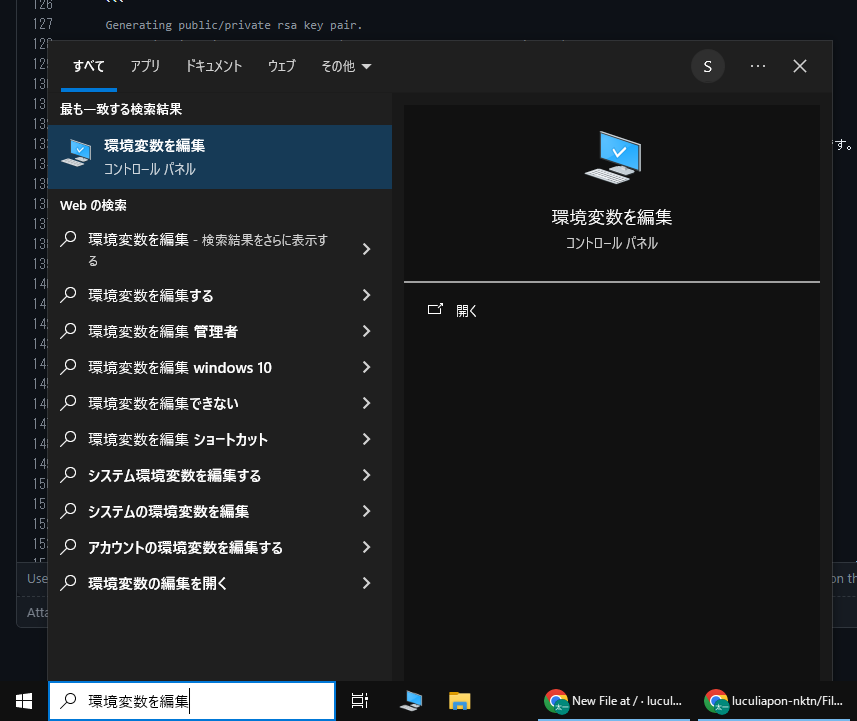 126
```
127
Generating public/private rsa key pair.
すべて アプリ ドキュメント ウェブ その他 S ...
最も一致する検索結果
環境変数を編集
コントロール パネル
Web の検索
環境変数を編集 - 検索結果をさらに表示す
る
環境変数を編集する
環境変数を編集 管理者
環境変数を編集 windows 10
環境変数を編集できない
環境変数を編集 ショートカット
システム環境変数を編集する
システムの環境変数を編集
アカウントの環境変数を編集する
環境変数の編集を開く
環境変数を編集
コントロール パネル
開く
す。
Use
on th
Atta
環境変数を編集
New File at / · lucul...
luculiapon-nktn/Fil...